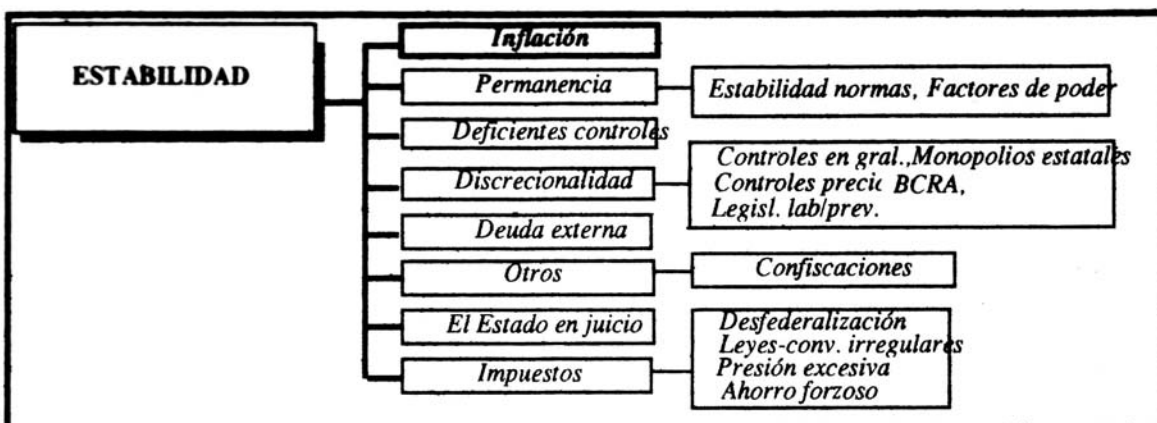 ESTABILIDAD
Inflación
Permanencia
Estabilidad normas, Factores de poder
Deficientes controles
Discrecionalidad
Controles en gral.,Monopolios estatales
Controles precic BCRA,
Legisl. lab/prev.
Deuda externa
Otros
Confiscaciones
El Estado en juicio
Impuestos
Desfederalización
Leyes-conv. irregulares
Presión excesiva
Ahorro forzoso